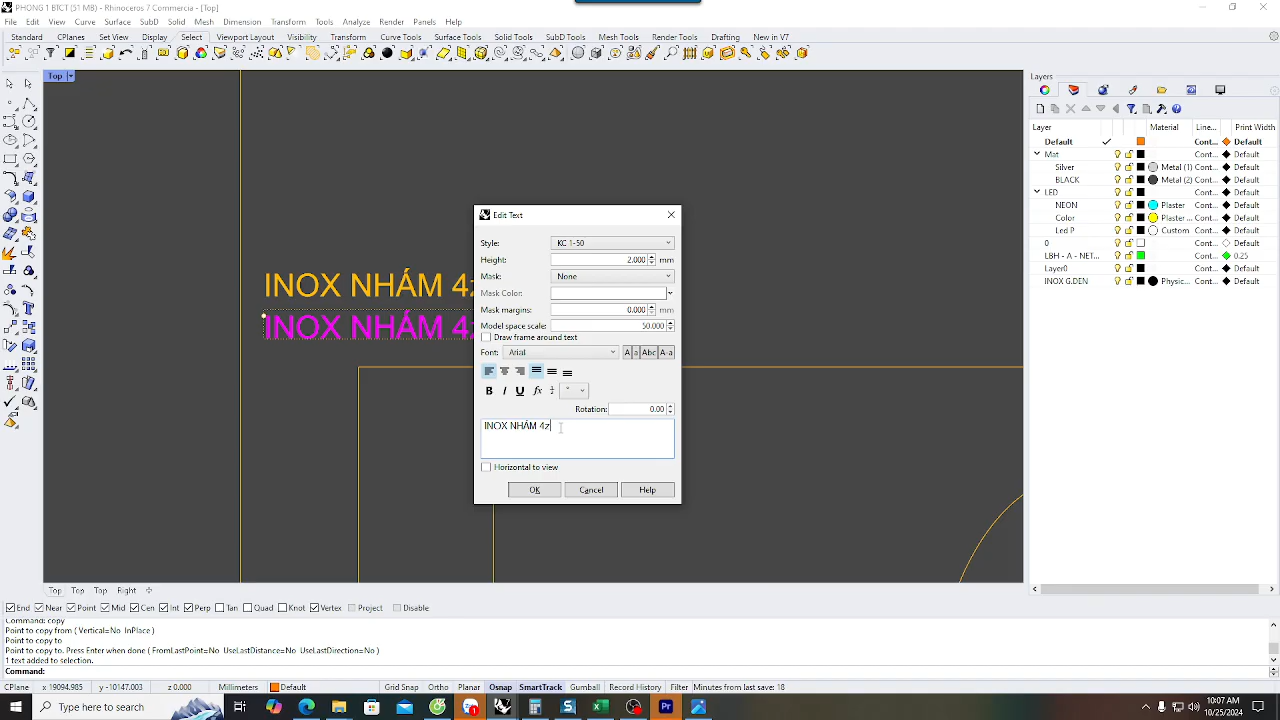 PHONG 1 BTCT (51 MB) - Rhinoceros 7 Commercia - [Top]
File Edit View Curve Surface SubD Solid Mesh Dimension Transform Tools Analyze Render Panels Help
Standard CPlanes Set View Display Select Viewport Layout Visibility Transform Curve Tools Surface Tools Solid Tools SubD Tools Mesh Tools Render Tools Drafting New in V7
Top
Layers
Layer Material Line... Print Width
Default Cont... Default
Mat Cont... Default
Silver Cont... Metal (1) Default
BLACK Cont... Metal (2) Default
LED Cont... Default
NEON Cont... Plaster Default
Color Cont... Plaster ... Default
Led P Cont... Custom Default
0 Cont... Default
LBH - A - NET... Cont... 0.25
Layer0 Cont... Default
INOX G.DEN Cont... Physic... Default
INOX NHÁM 4z
INOX NHÁM 4z
Edit Text
Style: KC 1-50
Height: 2.000 mm
Mask: None
Mask Color:
Mask margins: 0.000 mm
Model space scale: 50.000
Draw frame around text
Font: Arial A a Abc A→a
B I U fx 1/2 °
Rotation: 0.00
INOX NHÁM 4z
Horizontal to view
OK Cancel Help
Top Top Top Right
End Near Point Mid Cen Int Perp Tan Quad Knot Vertex Project Disable
Command: copy
Point to copy from ( Vertical=No InPlace )
Point to copy to
Point to copy to. Press Enter when done ( FromLastPoint=No UseLastDistance=No UseLastDirection=No )
1 text added to selection.
Command:
CPlane x 19094.985 y -10147.003 z 0.000 Millimeters Default Grid Snap Ortho Planar Osnap SmartTrack Gumball Record History Filter Minutes from last save: 18
Type here to search
10:07 AM
10/25/2024